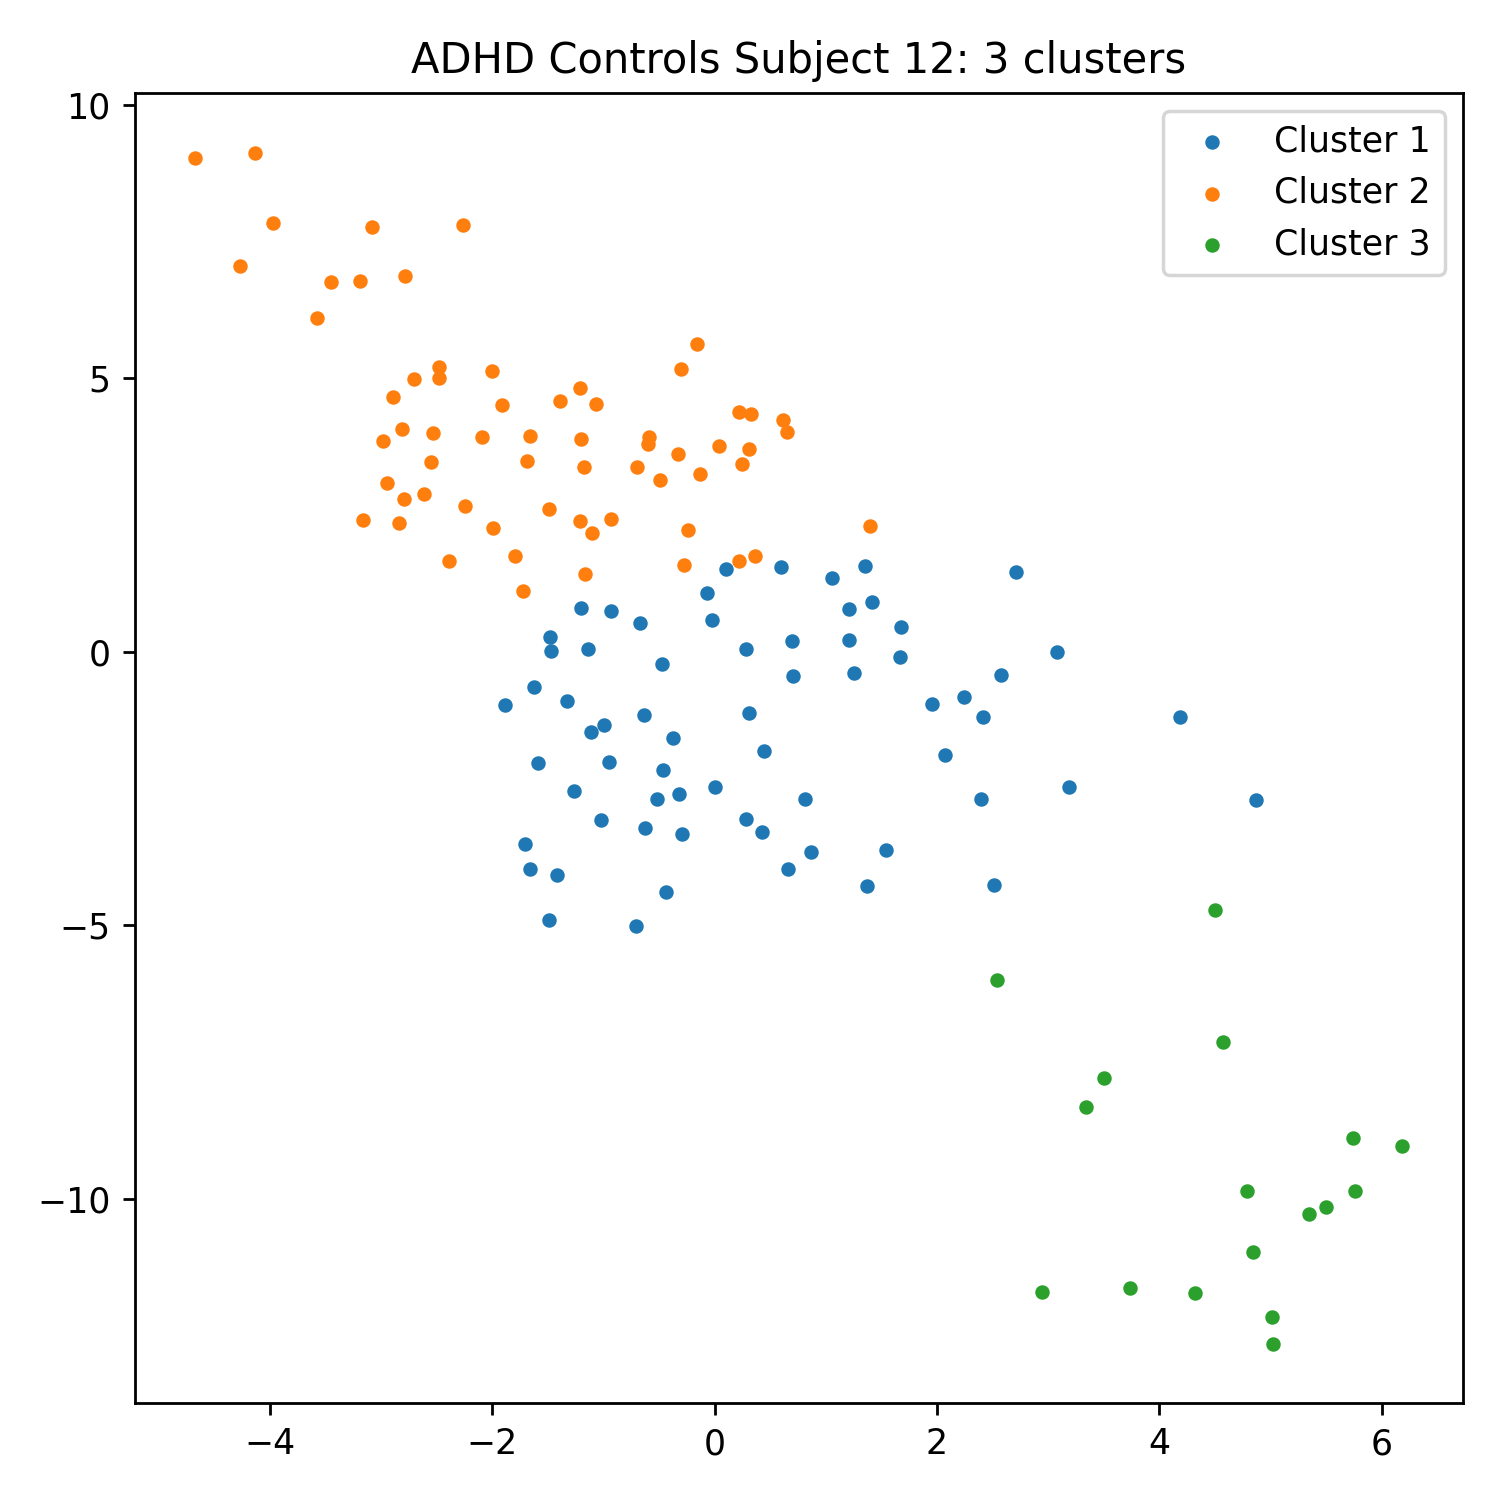 ADHD Controls Subject 12: 3 clusters
Cluster 1
Cluster 2
Cluster 3
10
5
0
−5
−10
−4 −2 0 2 4 6